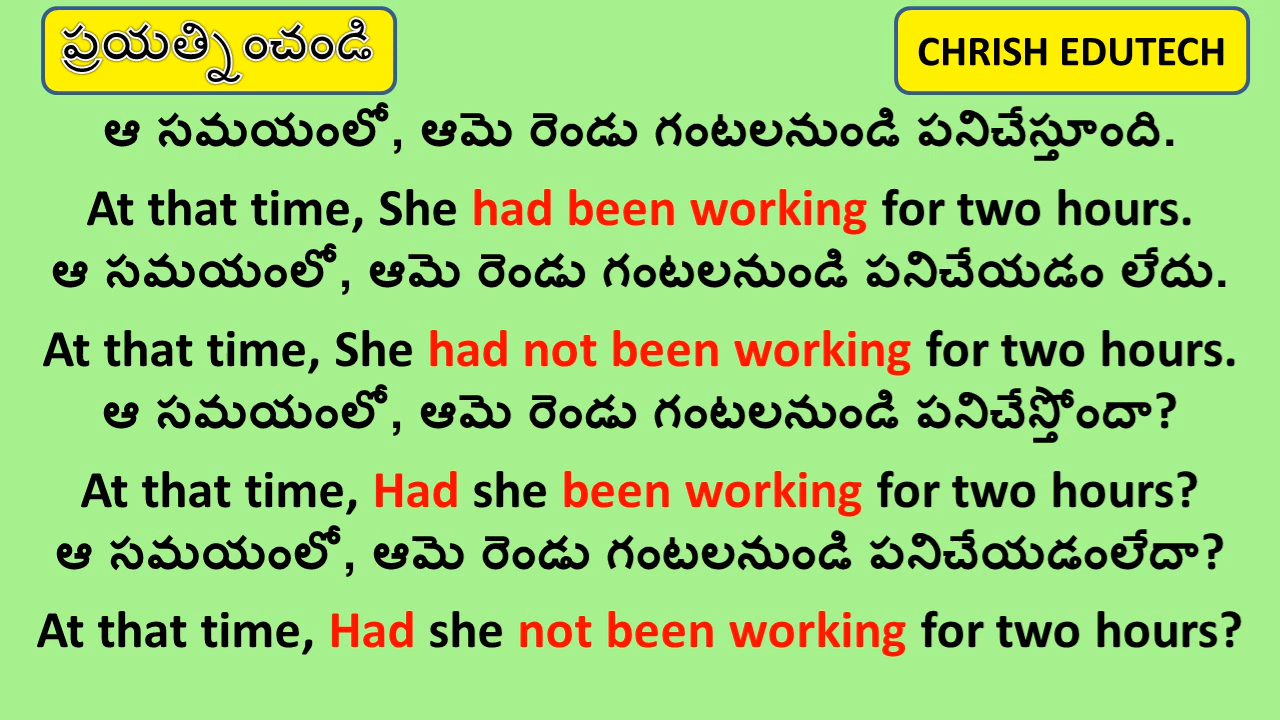 ప్రయత్నించండి
CHRISH EDUTECH
ఆ సమయంలో, ఆమె రెండు గంటలనుండి పనిచేస్తూంది.
At that time, She had been working for two hours.
ఆ సమయంలో, ఆమె రెండు గంటలనుండి పనిచేయడం లేదు.
At that time, She had not been working for two hours.
ఆ సమయంలో, ఆమె రెండు గంటలనుండి పనిచేస్తోందా?
At that time, Had she been working for two hours?
ఆ సమయంలో, ఆమె రెండు గంటలనుండి పనిచేయడంలేదా?
At that time, Had she not been working for two hours?